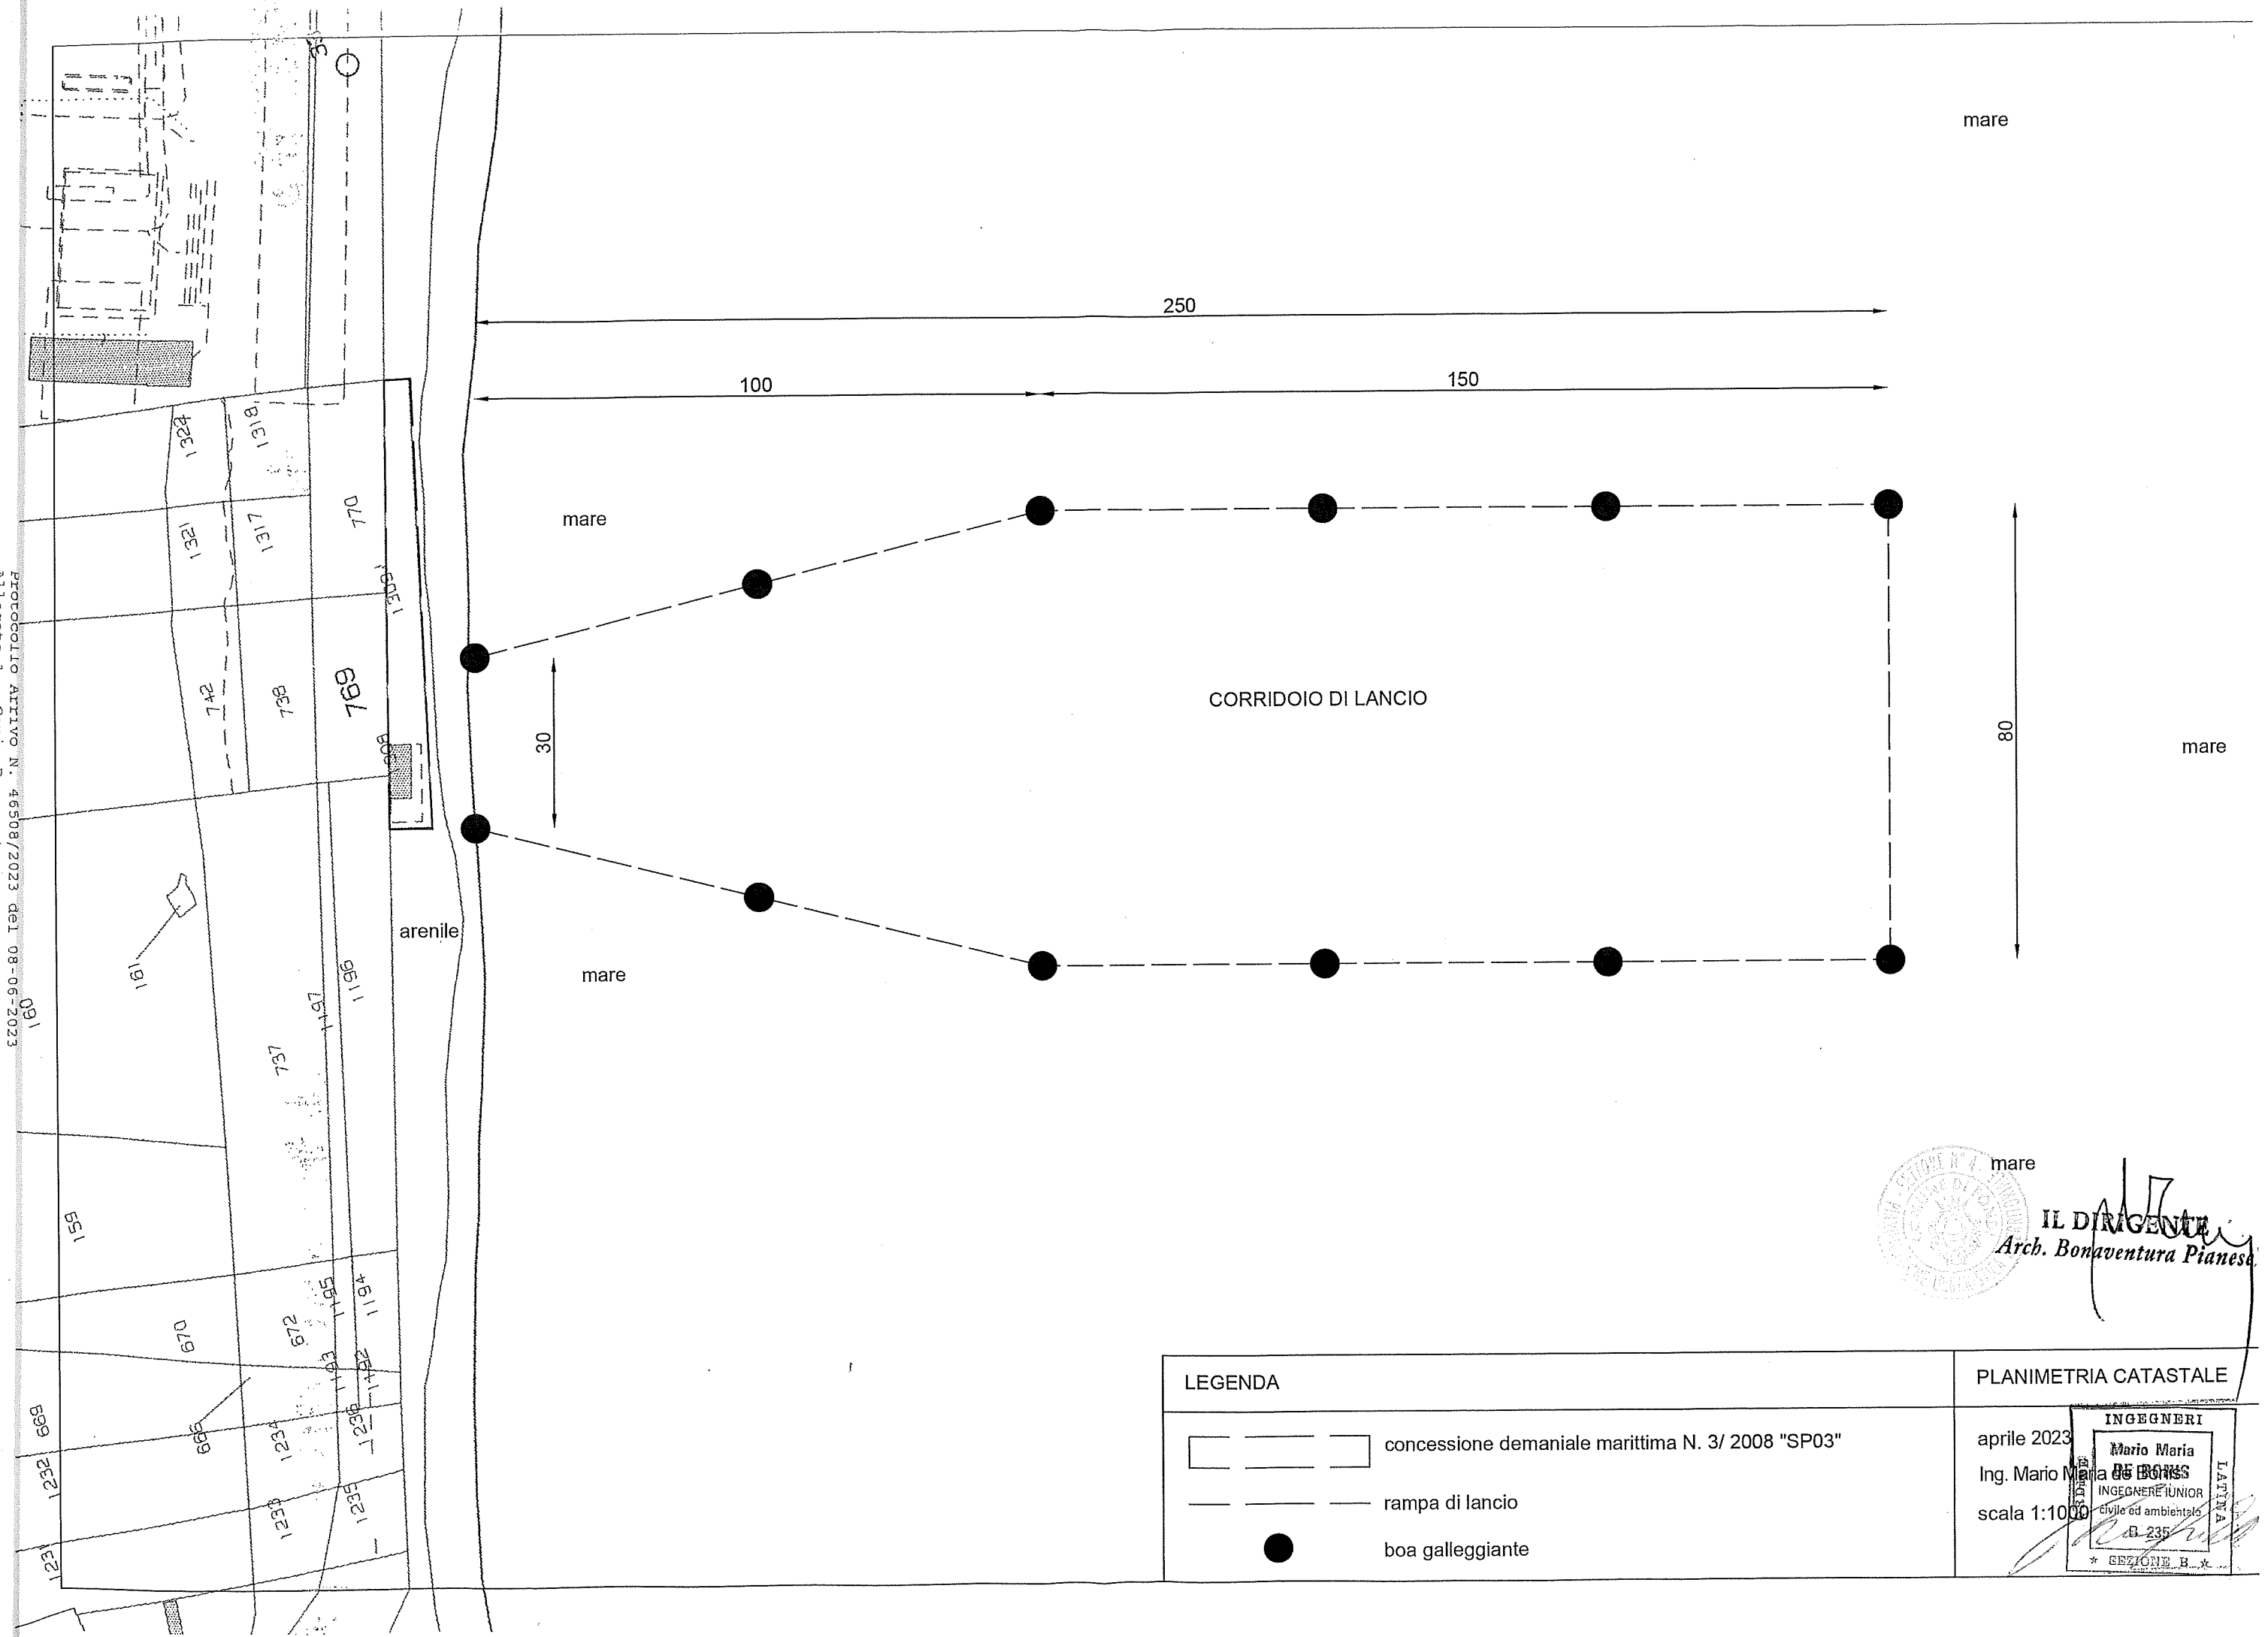 mare
250
100
150
1324
1318
1321
1317
770
1309
mare
742
738
769
30
CORRIDOIO DI LANCIO
80
mare
Protocollo Arrivo N. 46508/2023 del 08-06-2023
arenile
mare
161
160
1197
1196
737
159
mare
IL DIRIGENTE
Arch. Bonaventura Pianese
1195
1194
670
672
1193
1192
669
666
1234
1236
1232
1233
1235
1231
LEGENDA
concessione demaniale marittima N. 3/ 2008 "SP03"
rampa di lancio
boa galleggiante
PLANIMETRIA CATASTALE
aprile 2023
Ing. Mario Maria de Bonis
scala 1:1000
INGEGNERI
Mario Maria
DE BONIS
INGEGNERE IUNIOR
civile ed ambientale
B 235
LATINA
* SEZIONE B *